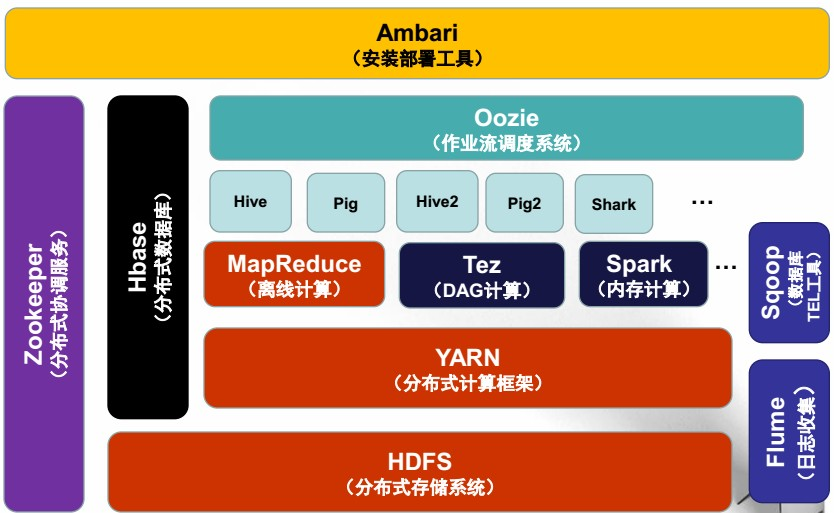 Ambari
（安装部署工具）
Zookeeper
（分布式协调服务）
Hbase
（分布式数据库）
Oozie
（作业流调度系统）
Hive
Pig
Hive2
Pig2
Shark
…
MapReduce
（离线计算）
Tez
（DAG计算）
Spark
（内存计算）
…
Sqoop
（数据库
TEL工具）
YARN
（分布式计算框架）
Flume
（日志收集）
HDFS
（分布式存储系统）